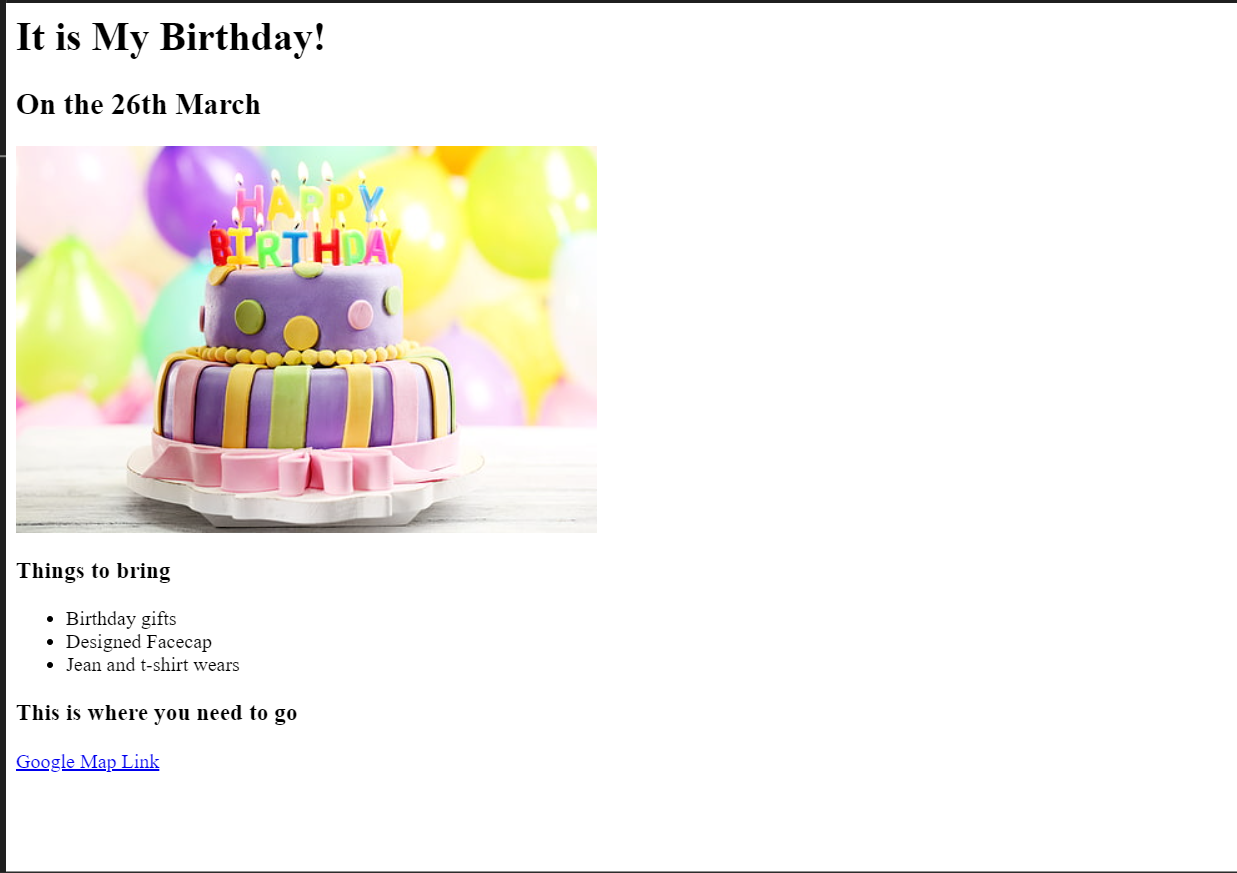 It is My Birthday!
On the 26th March
HAPPY
BIRTHDAY
Things to bring
Birthday gifts
Designed Facecap
Jean and t-shirt wears
This is where you need to go
Google Map Link